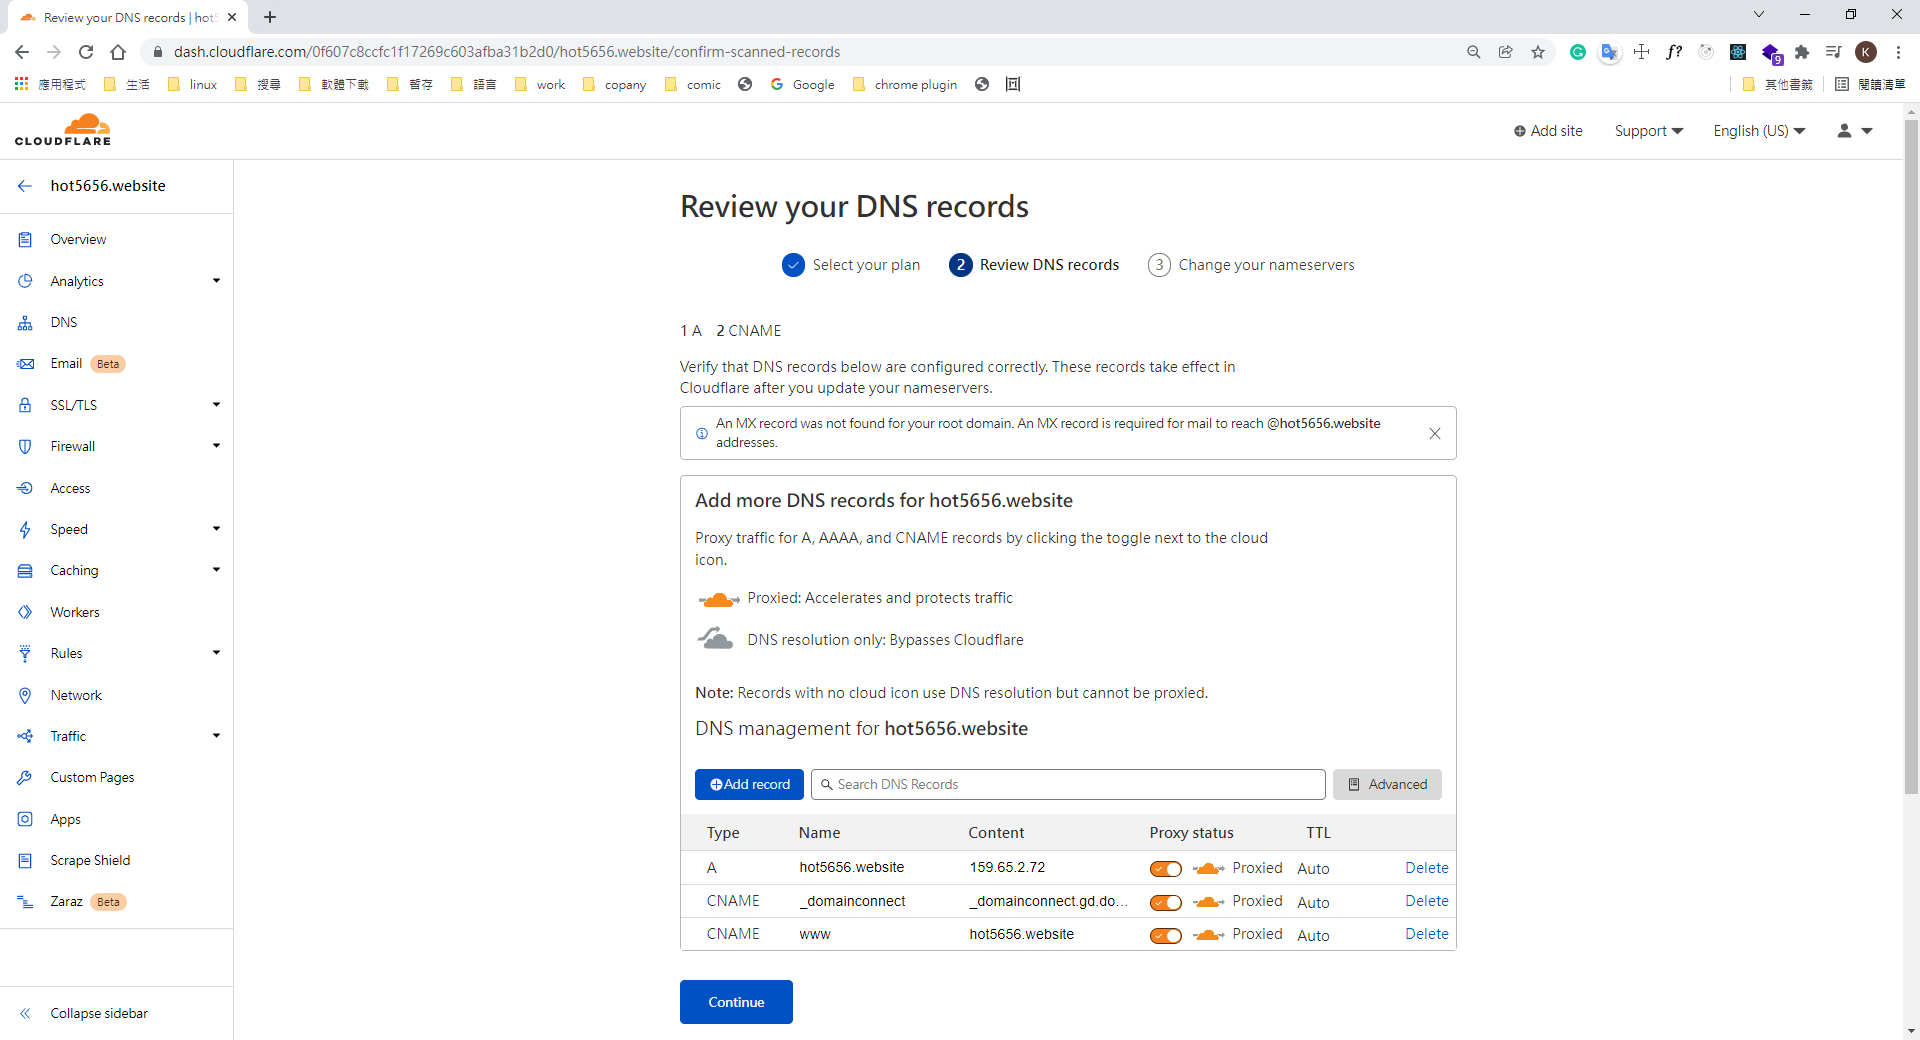 Review your DNS records | hot5
dash.cloudflare.com/0f607c8ccfc1f17269c603afba31b2d0/hot5656.website/confirm-scanned-records
f?
9
K
應用程式 生活 linux 搜尋 軟體下載 暫存 語言 work copany comic Google chrome plugin 其他書籤 閱讀清單
CLOUDFLARE
Add site Support English (US)
hot5656.website
Overview
Analytics
DNS
Email Beta
SSL/TLS
Firewall
Access
Speed
Caching
Workers
Rules
Network
Traffic
Custom Pages
Apps
Scrape Shield
Zaraz Beta
Collapse sidebar
Review your DNS records
Select your plan 2 Review DNS records 3 Change your nameservers
1 A 2 CNAME
Verify that DNS records below are configured correctly. These records take effect in
Cloudflare after you update your nameservers.
An MX record was not found for your root domain. An MX record is required for mail to reach @hot5656.website
addresses.
Add more DNS records for hot5656.website
Proxy traffic for A, AAAA, and CNAME records by clicking the toggle next to the cloud
icon.
Proxied: Accelerates and protects traffic
DNS resolution only: Bypasses Cloudflare
Note: Records with no cloud icon use DNS resolution but cannot be proxied.
DNS management for hot5656.website
Add record Search DNS Records Advanced
Type Name Content Proxy status TTL
A hot5656.website 159.65.2.72 Proxied Auto Delete
CNAME _domainconnect _domainconnect.gd.do... Proxied Auto Delete
CNAME www hot5656.website Proxied Auto Delete
Continue